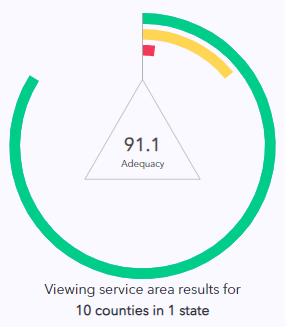 91.1
Adequacy
Viewing service area results for
10 counties in 1 state